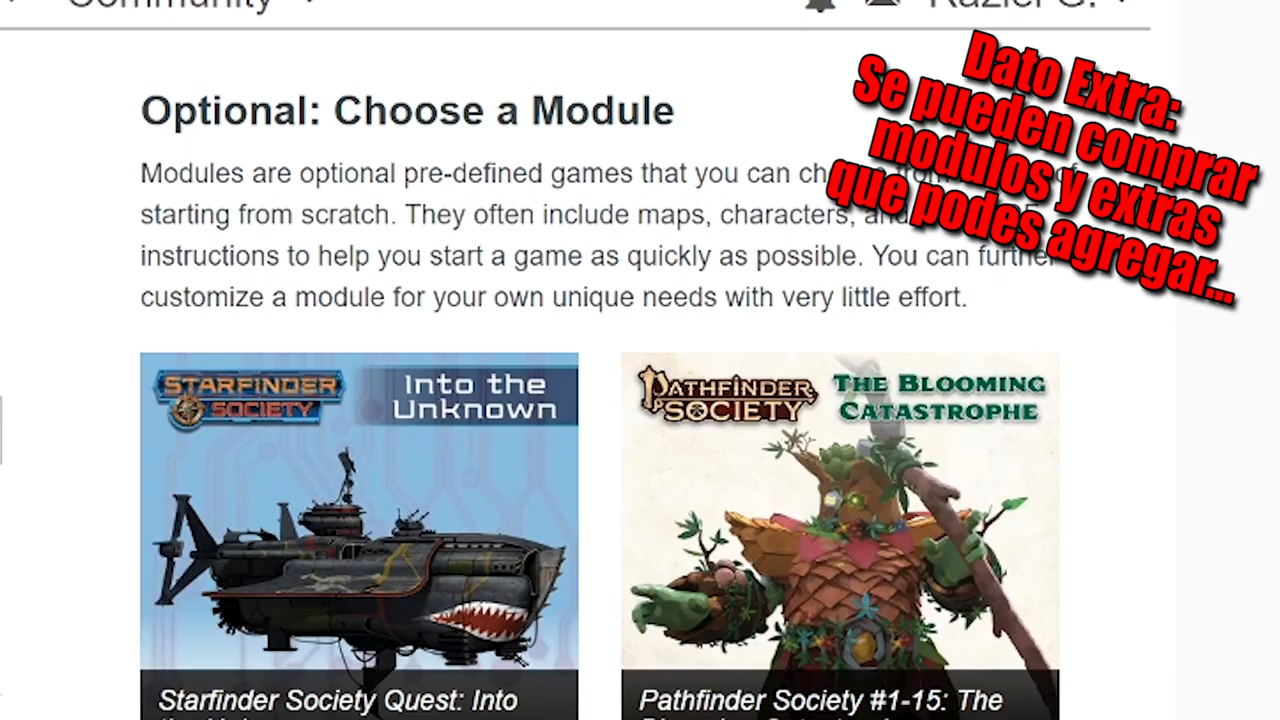 Community
Raziel G.
Optional: Choose a Module
Dato Extra:
Se pueden comprar
modulos y extras
que podes agregar...
Modules are optional pre-defined games that you can
starting from scratch. They often include maps, characters,
instructions to help you start a game as quickly as possible. You can further
customize a module for your own unique needs with very little effort.
STARFINDER
SOCIETY
Into the
Unknown
PATHFINDER
SOCIETY
THE BLOOMING
CATASTROPHE
Starfinder Society Quest: Into
Pathfinder Society #1-15: The